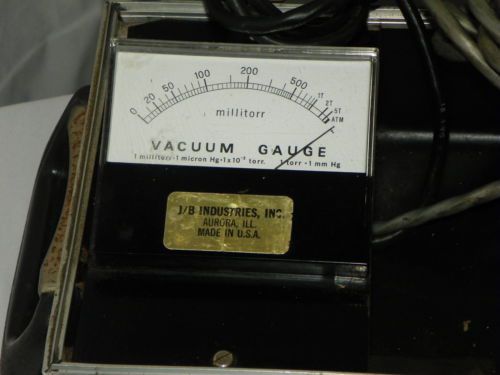 0 20 50 100 200 500 1T 2T 5T ATM
millitorr
VACUUM GAUGE
1 millitorr-1 micron Hg-1x10⁻³ torr. 1 torr-1 mm Hg
J/B INDUSTRIES, INC.
AURORA, ILL.
MADE IN U.S.A.